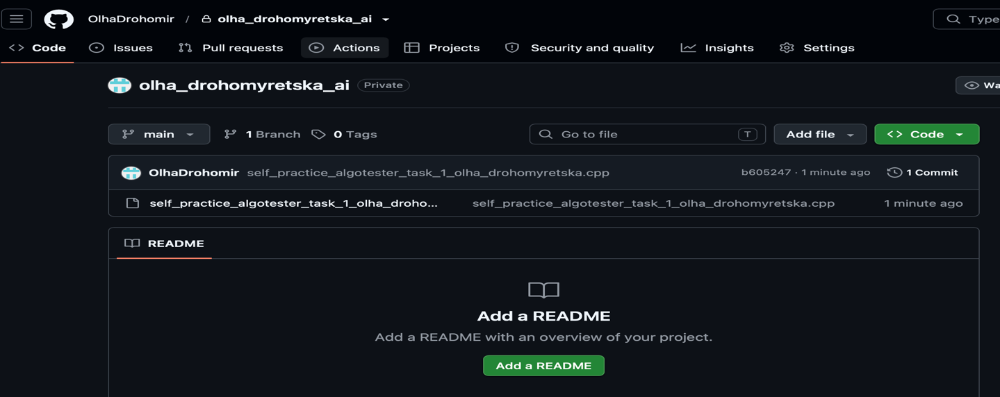 OlhaDrohomir / olha_drohomyretska_ai Type
Code Issues Pull requests Actions Projects Security and quality Insights Settings
olha_drohomyretska_ai Private Wa
main 1 Branch 0 Tags Go to file T Add file Code
OlhaDrohomir self_practice_algotester_task_1_olha_drohomyretska.cpp b605247 · 1 minute ago 1 Commit
self_practice_algotester_task_1_olha_droho... self_practice_algotester_task_1_olha_drohomyretska.cpp 1 minute ago
README
Add a README
Add a README with an overview of your project.
Add a README